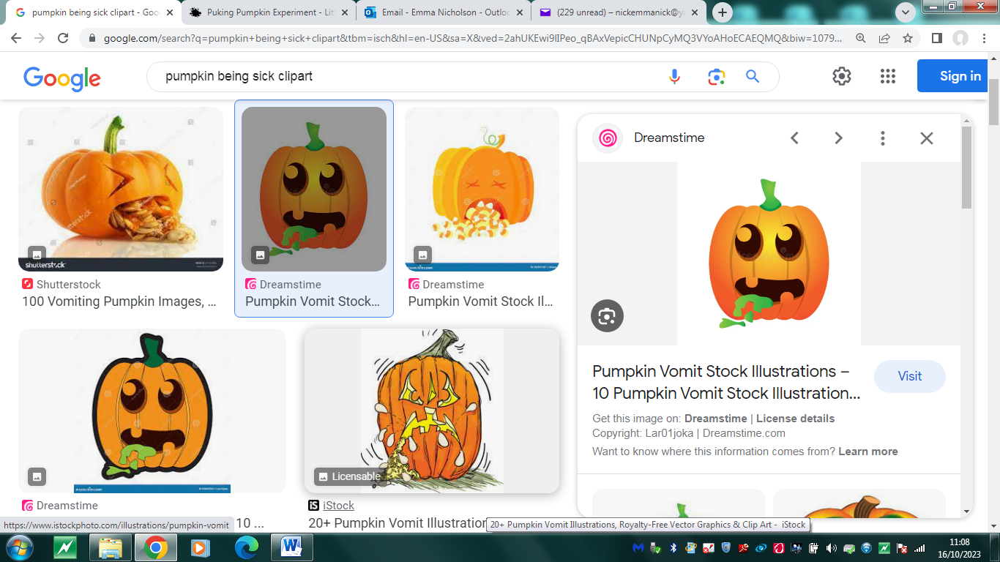 pumpkin being sick clipart - Goo
Puking Pumpkin Experiment - Litt
Email - Emma Nicholson - Outloo
(229 unread) – nickemmanick@ya
google.com/search?q=pumpkin+being+sick+clipart&tbm=isch&hl=en-US&sa=X&ved=2ahUKEwi9lIPeo_qBAxVepicCHUNpCyMQ3VYoAHoECAEQMQ&biw=1079...
Google
pumpkin being sick clipart
Sign in
shutterstock
Shutterstock
100 Vomiting Pumpkin Images, ...
Dreamstime
Pumpkin Vomit Stock...
Dreamstime
Pumpkin Vomit Stock Il...
Dreamstime
Pumpkin Vomit Stock Illustrations –
10 Pumpkin Vomit Stock Illustration...
Visit
Get this image on: Dreamstime | License details
Copyright: Lar01joka | Dreamstime.com
Want to know where this information comes from? Learn more
Licensable
Dreamstime
10 ...
iS iStock
20+ Pumpkin Vomit Illustration
https://www.istockphoto.com/illustrations/pumpkin-vomit
20+ Pumpkin Vomit Illustrations, Royalty-Free Vector Graphics & Clip Art - iStock
11:08
16/10/2023